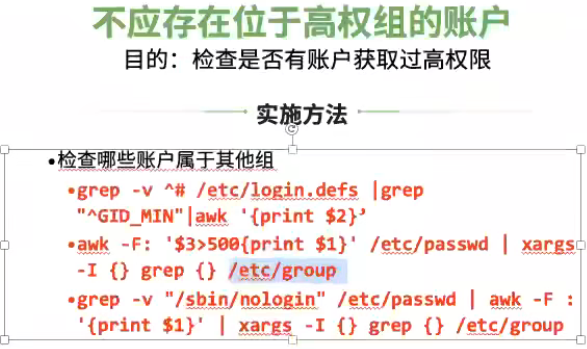 不应存在位于高权组的账户
目的：检查是否有账户获取过高权限
实施方法
•检查哪些账户属于其他组
•grep -v ^# /etc/login.defs |grep
"^GID_MIN"|awk '{print $2}’
•awk -F: '$3>500{print $1}' /etc/passwd | xargs
-I {} grep {} /etc/group
•grep -v "/sbin/nologin" /etc/passwd | awk -F :
'{print $1}' | xargs -I {} grep {} /etc/group